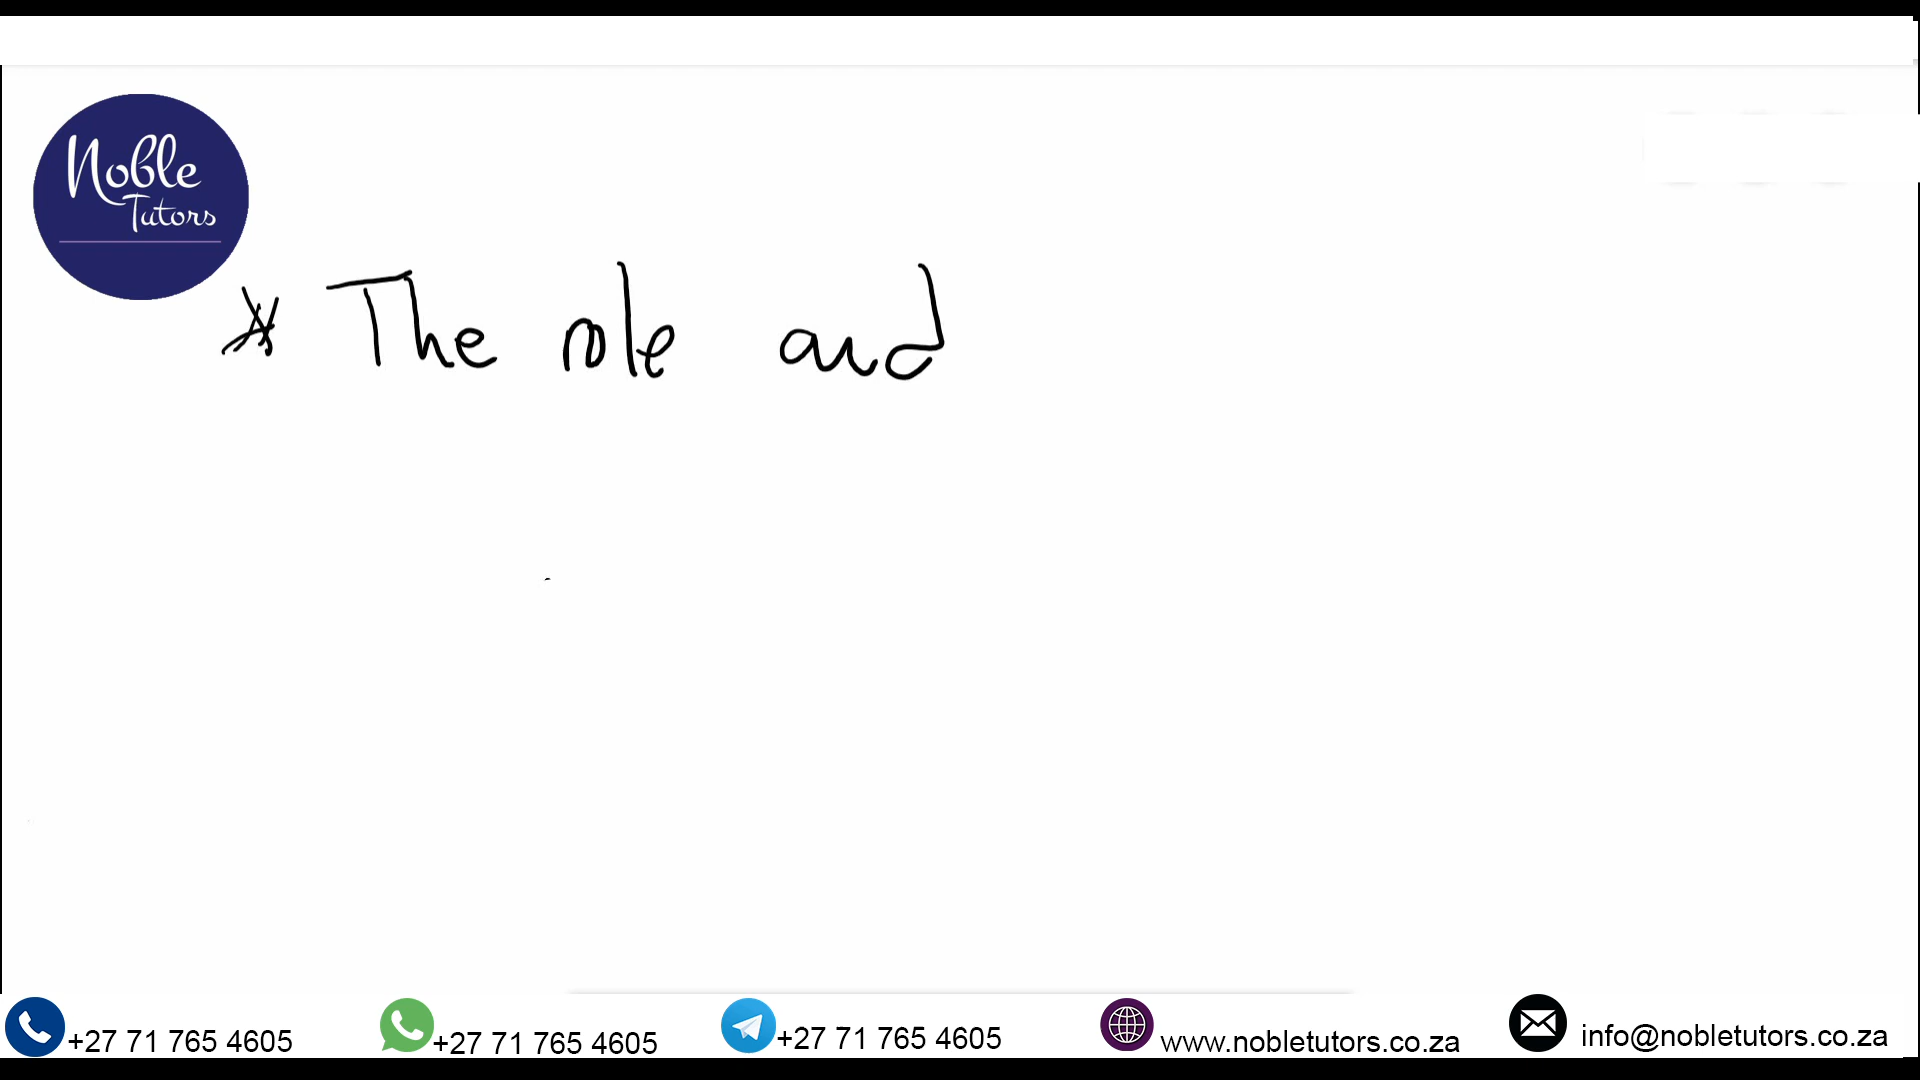 Noble
Tutors
* The role and
+27 71 765 4605
+27 71 765 4605
+27 71 765 4605
www.nobletutors.co.za
info@nobletutors.co.za